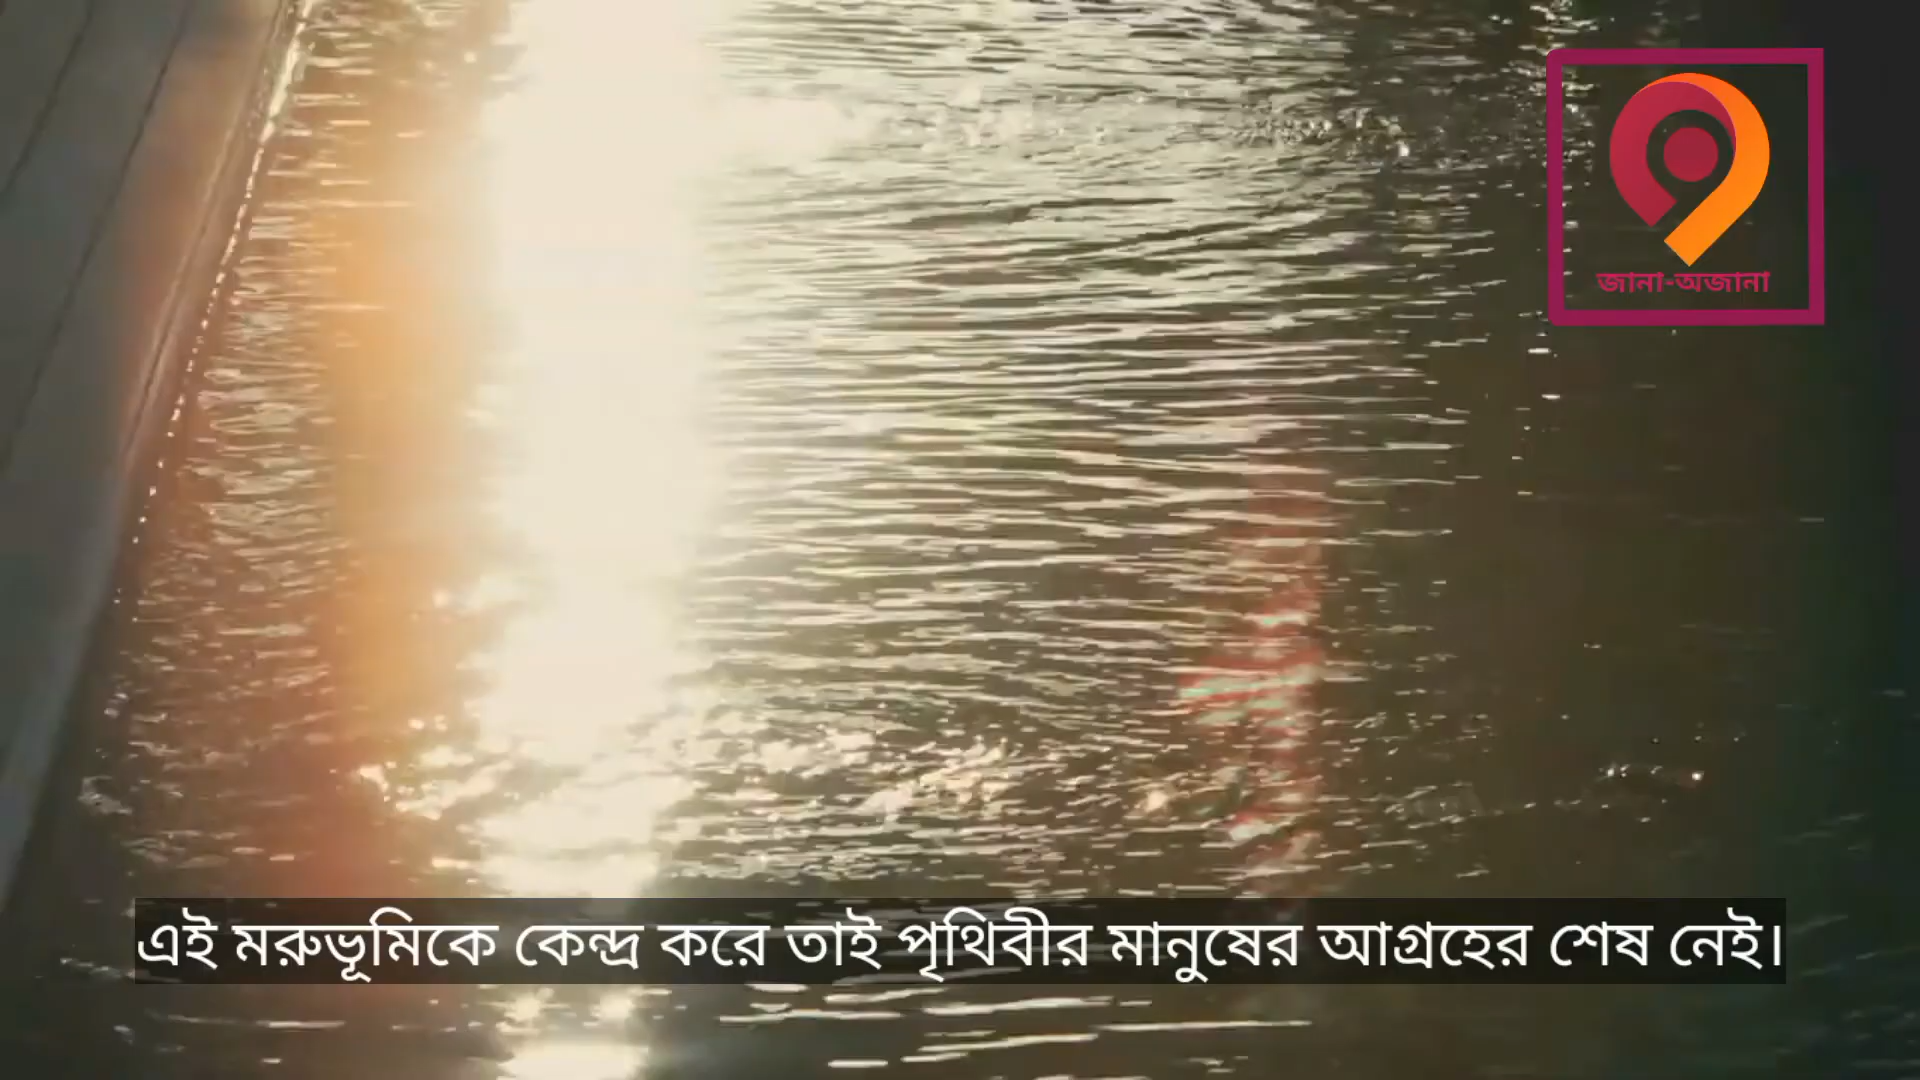 জানা-অজানা
এই মরুভূমিকে কেন্দ্র করে তাই পৃথিবীর মানুষের আগ্রহের শেষ নেই।